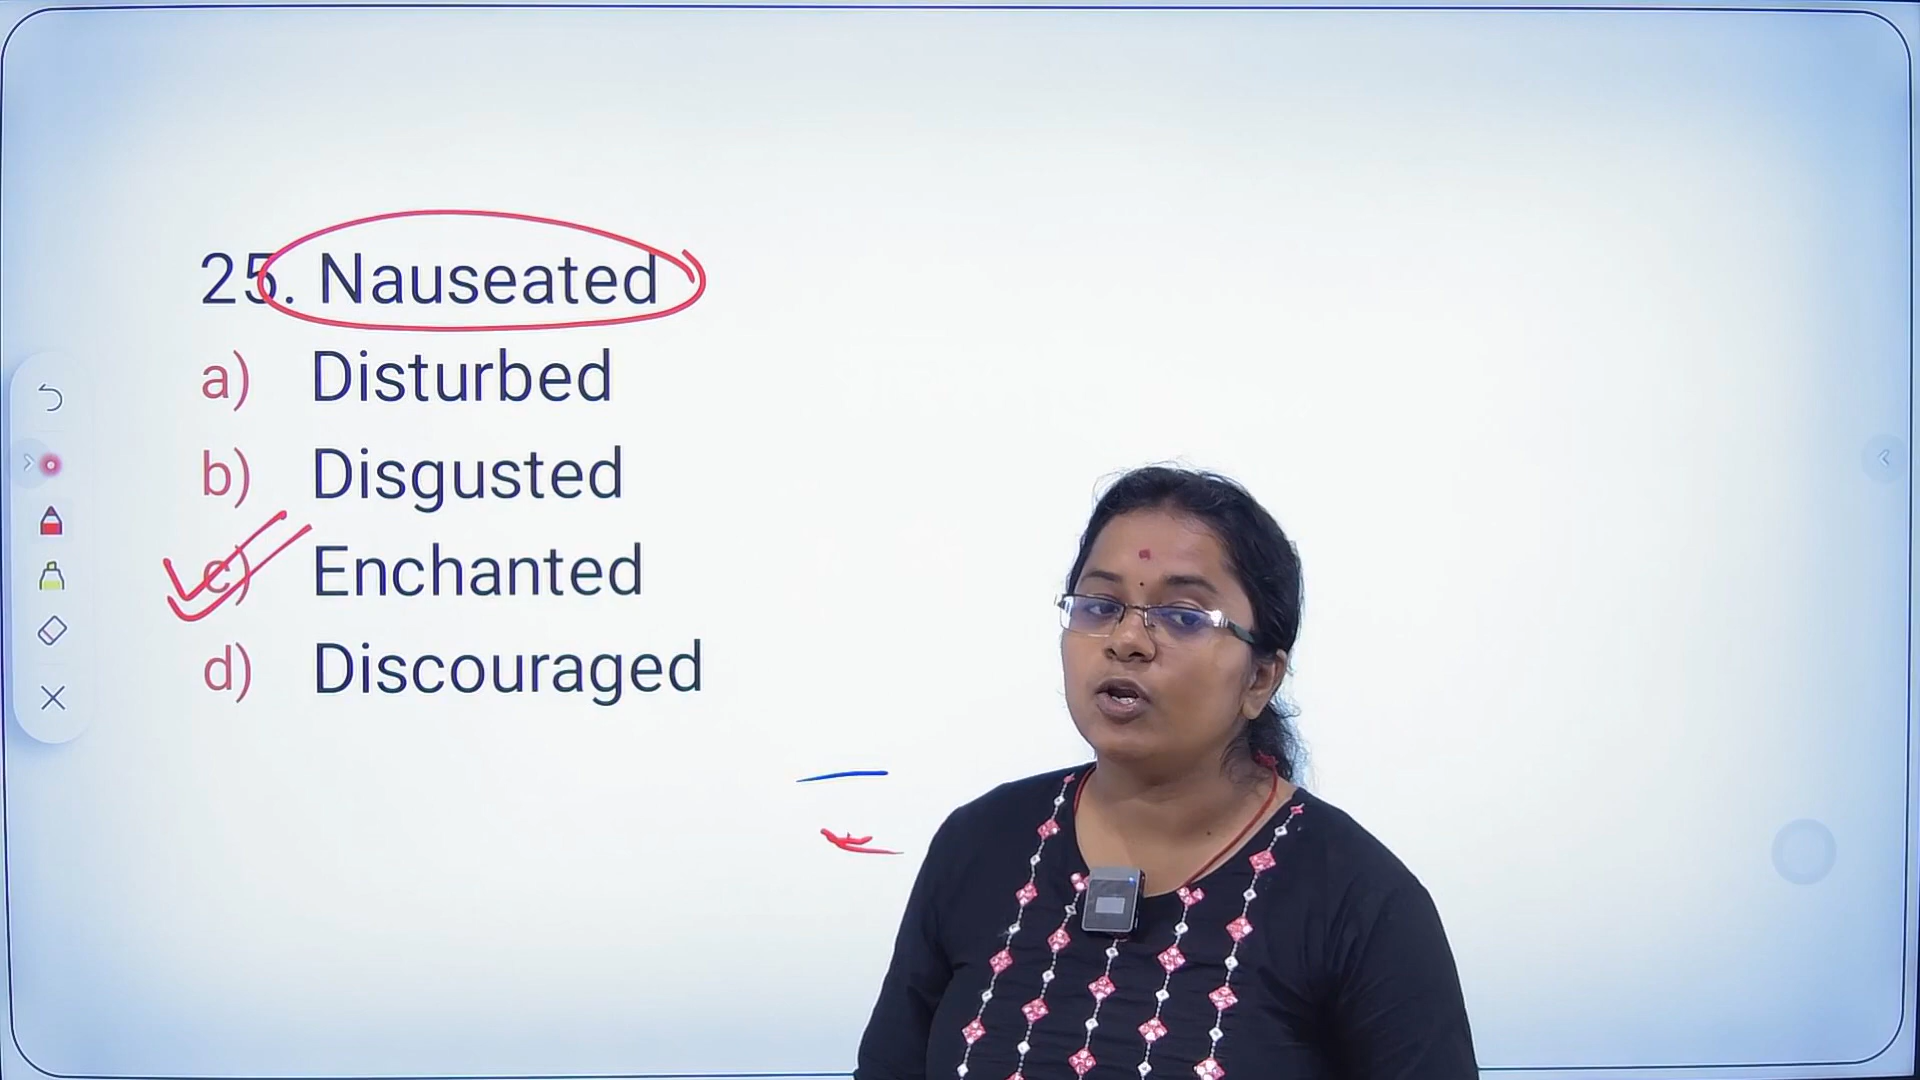 25. Nauseated
a) Disturbed
b) Disgusted
c) Enchanted
d) Discouraged